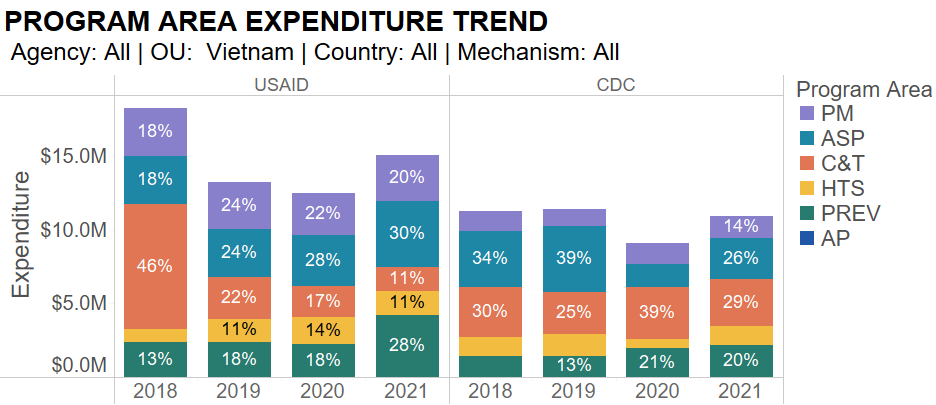 PROGRAM AREA EXPENDITURE TREND
Agency: All | OU: Vietnam | Country: All | Mechanism: All
USAID
CDC
Program Area
PM
ASP
C&T
HTS
PREV
AP
Expenditure
$15.0M
$10.0M
$5.0M
$0.0M
18%
18%
46%
13%
24%
24%
22%
11%
18%
22%
28%
17%
14%
18%
20%
30%
11%
11%
28%
34%
30%
39%
25%
13%
39%
21%
14%
26%
29%
20%
2018 2019 2020 2021 2018 2019 2020 2021